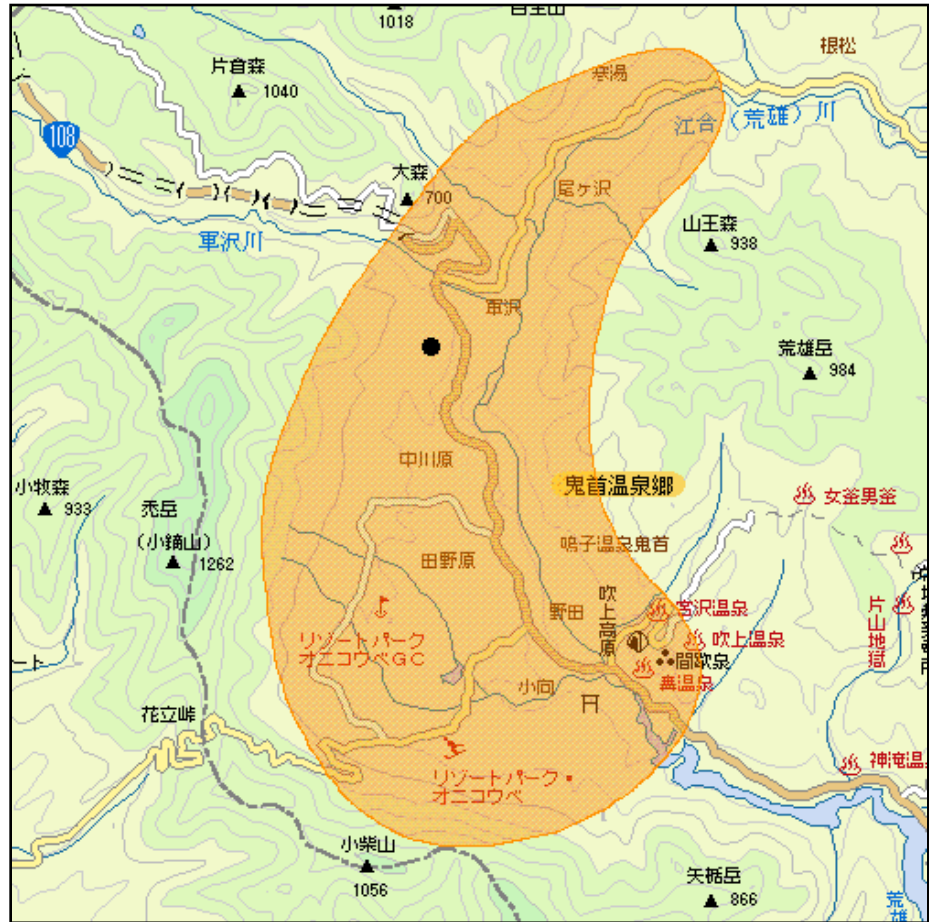 1018
片倉森
1040
根松
寒湯
江合(荒雄)川
108
大森
700
尾ヶ沢
山王森
938
軍沢川
軍沢
荒雄岳
984
中川原
鬼首温泉郷
小牧森
933
禿岳
(小鏑山)
1262
女釜男釜
鳴子温泉鬼首
田野原
吹上高原
野田
宮沢温泉
吹上温泉
間歇泉
片山地獄
リゾートパーク
オニコウベGC
小向
花立峠
リゾートパーク・
オニコウベ
神滝温
小柴山
1056
矢楯岳
866
荒雄